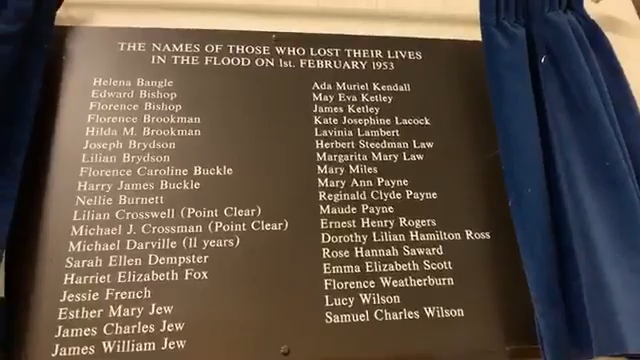 THE NAMES OF THOSE WHO LOST THEIR LIVES
IN THE FLOOD ON 1st. FEBRUARY 1953
Helena Bangle
Edward Bishop
Florence Bishop
Florence Brookman
Hilda M. Brookman
Joseph Brydson
Lilian Brydson
Florence Caroline Buckle
Harry James Buckle
Nellie Burnett
Lilian Crosswell (Point Clear)
Michael J. Crossman (Point Clear)
Michael Darville (11 years)
Sarah Ellen Dempster
Harriet Elizabeth Fox
Jessie French
Esther Mary Jew
James Charles Jew
James William Jew
Ada Muriel Kendall
May Eva Ketley
James Ketley
Kate Josephine Lacock
Lavinia Lambert
Herbert Steedman Law
Margarita Mary Law
Mary Miles
Mary Ann Payne
Reginald Clyde Payne
Maude Payne
Ernest Henry Rogers
Dorothy Lilian Hamilton Ross
Rose Hannah Saward
Emma Elizabeth Scott
Florence Weatherburn
Lucy Wilson
Samuel Charles Wilson